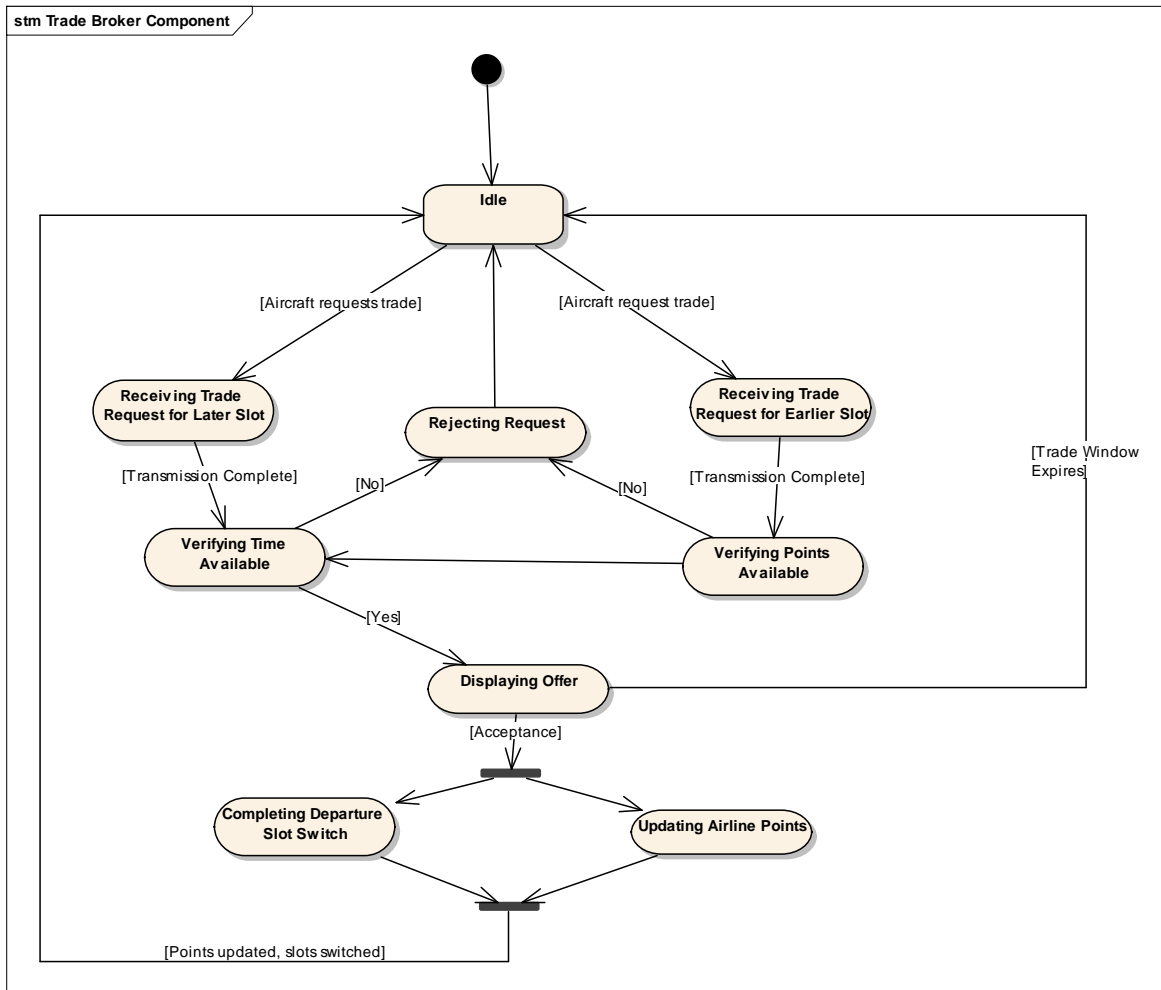 stm Trade Broker Component
Idle
[Aircraft requests trade]
[Aircraft request trade]
Receiving Trade
Request for Later Slot
Receiving Trade
Request for Earlier Slot
Rejecting Request
[Trade Window
Expires]
[Transmission Complete]
[No]
[No]
[Transmission Complete]
Verifying Time
Available
Verifying Points
Available
[Yes]
Displaying Offer
[Acceptance]
Completing Departure
Slot Switch
Updating Airline Points
[Points updated, slots switched]